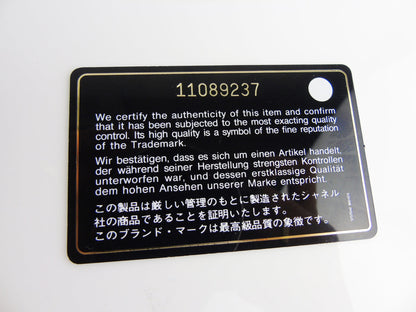 11089237
We certify the authenticity of this item and confirm
that it has been subjected to the most exacting quality
control. Its high quality is a symbol of the fine reputation
of the Trademark.
Wir bestätigen, dass es sich um einen Artikel handelt,
der während seiner Herstellung strengsten Kontrollen
unterworfen war, und dessen erstklassige Qualität
dem hohen Ansehen unserer Marke entspricht.
この製品は厳しい管理のもとに製造されたシャネル
社の商品であることを証明いたします。
このブランド・マークは最高級品質の象徴です。